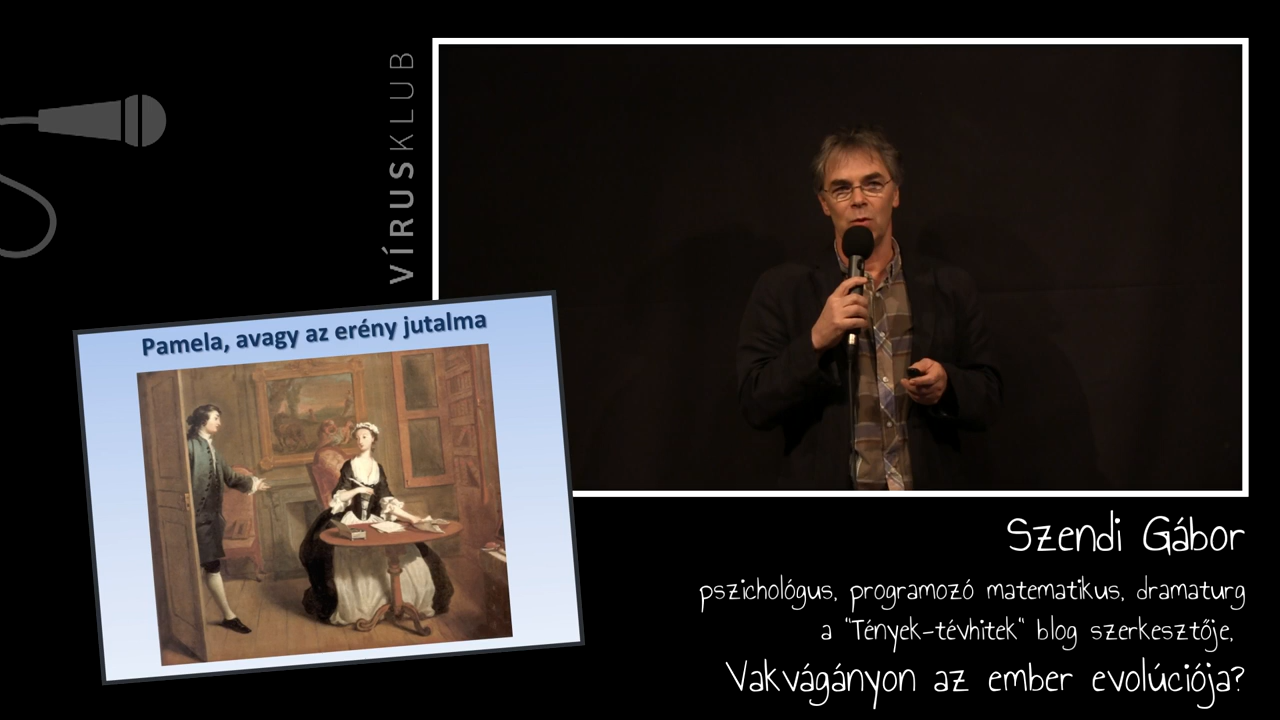 VÍRUSKLUB
Pamela, avagy az erény jutalma
Szendi Gábor
pszichológus, programozó matematikus, dramaturg
a "Tények-tévhitek" blog szerkesztője,
Vakvágányon az ember evolúciója?